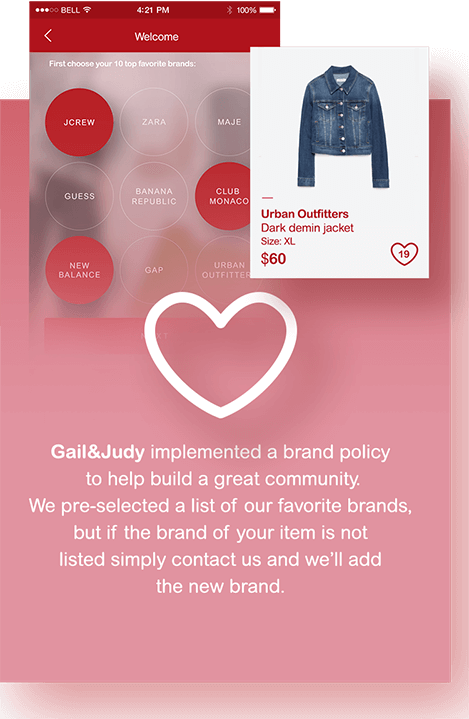 ●●●○○ BELL 4:21 PM 100%
Welcome
First choose your 10 top favorite brands:
JCREW
ZARA
MAJE
GUESS
BANANA
REPUBLIC
CLUB
MONACO
NEW
BALANCE
GAP
URBAN
OUTFITTER
Urban Outfitters
Dark demin jacket
Size: XL
$60
19
Gail&Judy implemented a brand policy
to help build a great community.
We pre-selected a list of our favorite brands,
but if the brand of your item is not
listed simply contact us and we’ll add
the new brand.